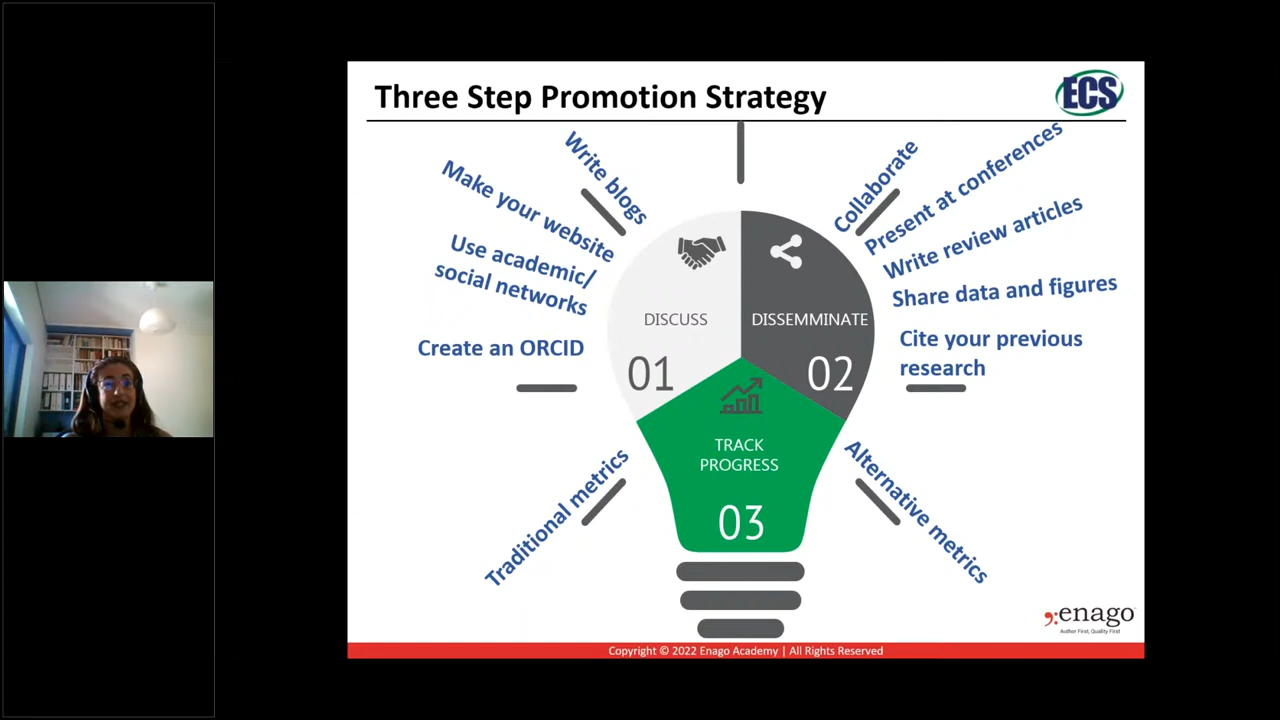 Three Step Promotion Strategy
ECS
Write blogs
Make your website
Use academic/
social networks
Create an ORCID
Collaborate
Present at conferences
Write review articles
Share data and figures
Cite your previous
research
DISCUSS
01
DISSEMMINATE
02
TRACK
PROGRESS
03
Traditional metrics
Alternative metrics
enago
Author First, Quality First
Copyright © 2022 Enago Academy | All Rights Reserved